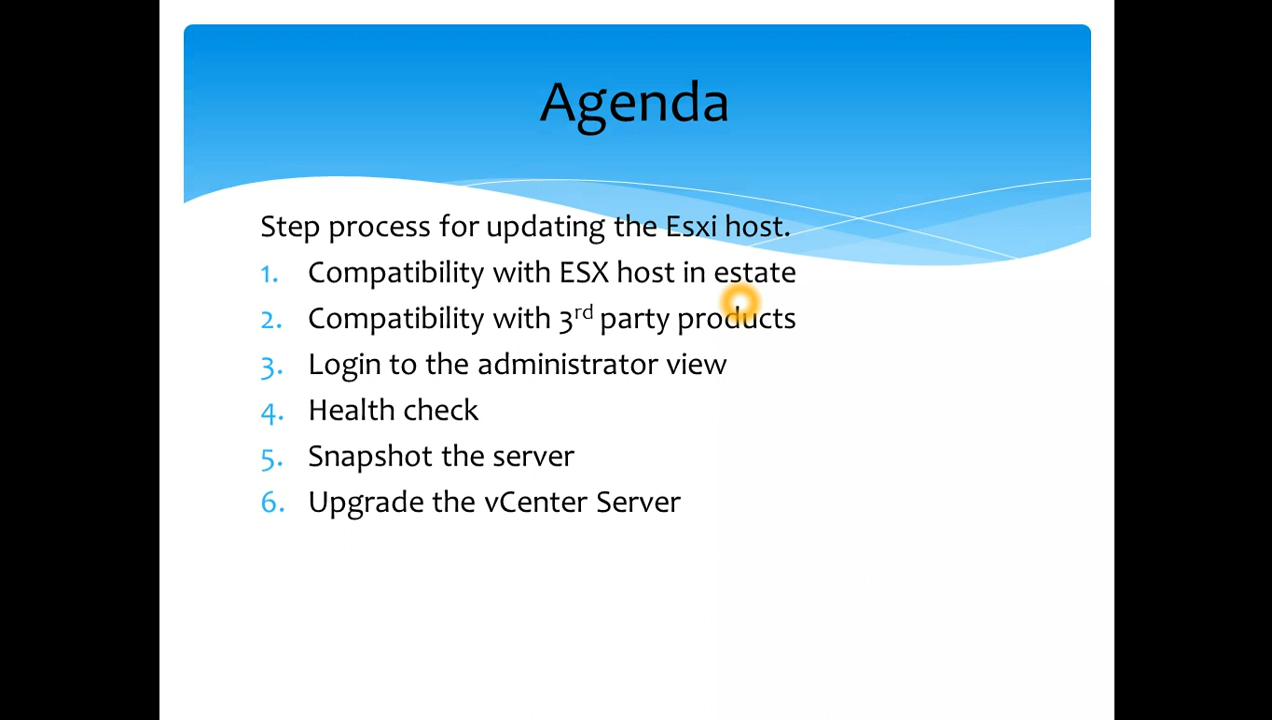 Agenda
Step process for updating the Esxi host.
1. Compatibility with ESX host in estate
2. Compatibility with 3rd party products
3. Login to the administrator view
4. Health check
5. Snapshot the server
6. Upgrade the vCenter Server